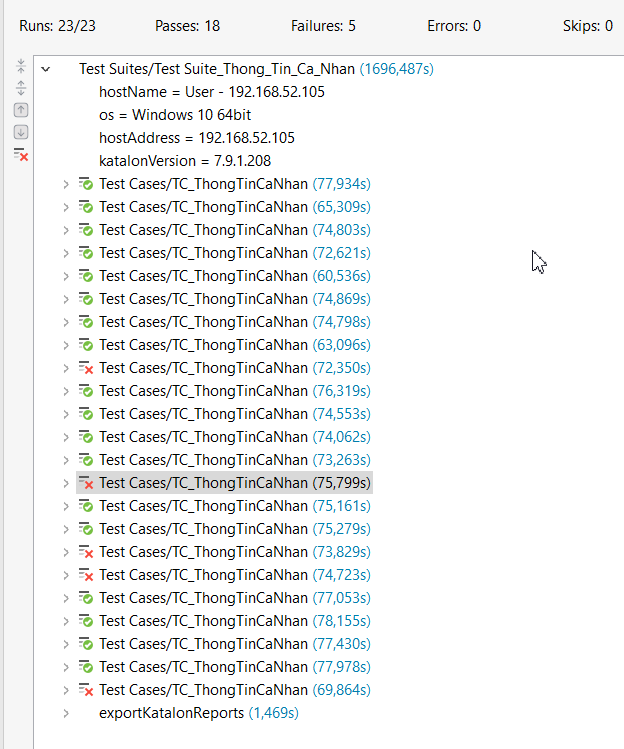 Runs: 23/23 Passes: 18 Failures: 5 Errors: 0 Skips: 0
Test Suites/Test Suite_Thong_Tin_Ca_Nhan (1696,487s)
hostName = User - 192.168.52.105
os = Windows 10 64bit
hostAddress = 192.168.52.105
katalonVersion = 7.9.1.208
Test Cases/TC_ThongTinCaNhan (77,934s)
Test Cases/TC_ThongTinCaNhan (65,309s)
Test Cases/TC_ThongTinCaNhan (74,803s)
Test Cases/TC_ThongTinCaNhan (72,621s)
Test Cases/TC_ThongTinCaNhan (60,536s)
Test Cases/TC_ThongTinCaNhan (74,869s)
Test Cases/TC_ThongTinCaNhan (74,798s)
Test Cases/TC_ThongTinCaNhan (63,096s)
Test Cases/TC_ThongTinCaNhan (72,350s)
Test Cases/TC_ThongTinCaNhan (76,319s)
Test Cases/TC_ThongTinCaNhan (74,553s)
Test Cases/TC_ThongTinCaNhan (74,062s)
Test Cases/TC_ThongTinCaNhan (73,263s)
Test Cases/TC_ThongTinCaNhan (75,799s)
Test Cases/TC_ThongTinCaNhan (75,161s)
Test Cases/TC_ThongTinCaNhan (75,279s)
Test Cases/TC_ThongTinCaNhan (73,829s)
Test Cases/TC_ThongTinCaNhan (74,723s)
Test Cases/TC_ThongTinCaNhan (77,053s)
Test Cases/TC_ThongTinCaNhan (78,155s)
Test Cases/TC_ThongTinCaNhan (77,430s)
Test Cases/TC_ThongTinCaNhan (77,978s)
Test Cases/TC_ThongTinCaNhan (69,864s)
exportKatalonReports (1,469s)